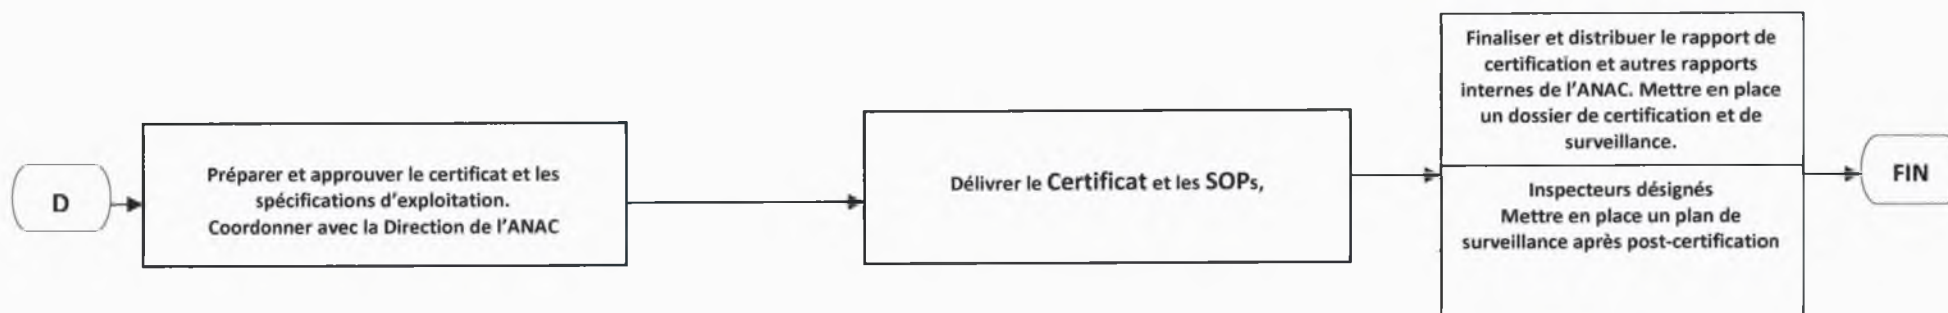 D
Préparer et approuver le certificat et les
spécifications d'exploitation.
Coordonner avec la Direction de l'ANAC
Délivrer le Certificat et les SOPs,
Finaliser et distribuer le rapport de
certification et autres rapports
internes de l'ANAC. Mettre en place
un dossier de certification et de
surveillance.
Inspecteurs désignés
Mettre en place un plan de
surveillance après post-certification
FIN